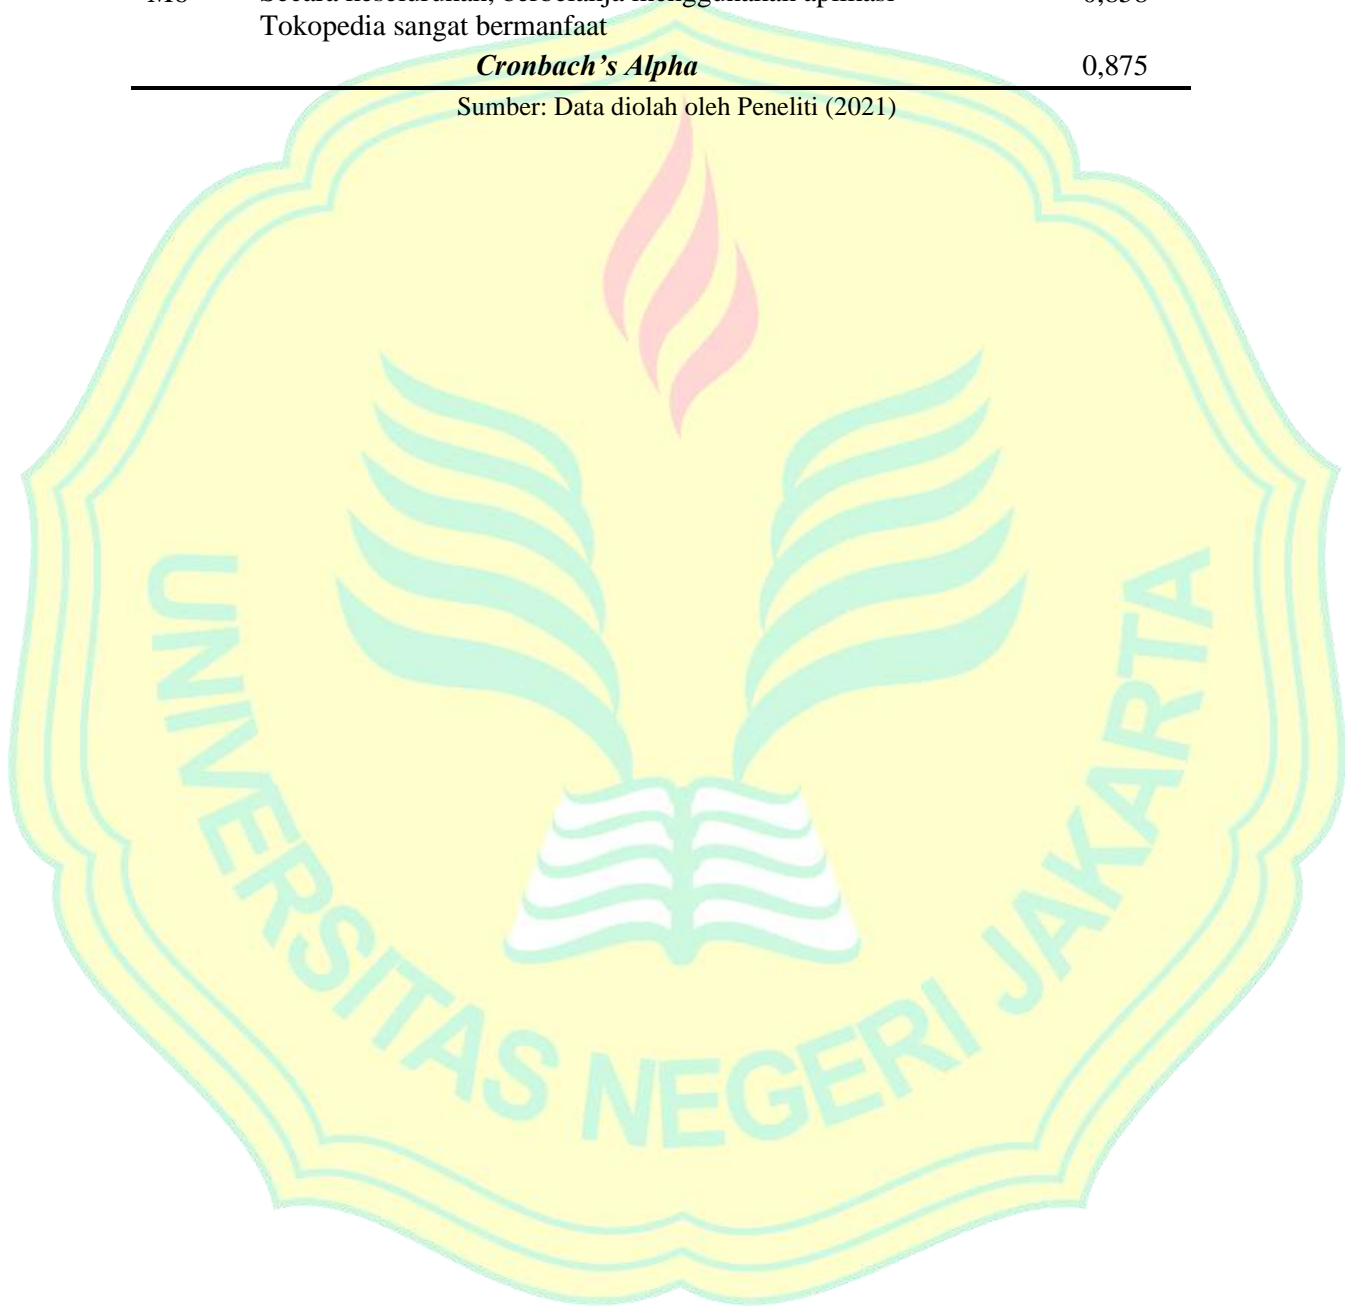 Tokopedia sangat bermanfaat
Cronbach's Alpha 0,875
Sumber: Data diolah oleh Peneliti (2021)
UNIVERSITAS NEGERI JAKARTA